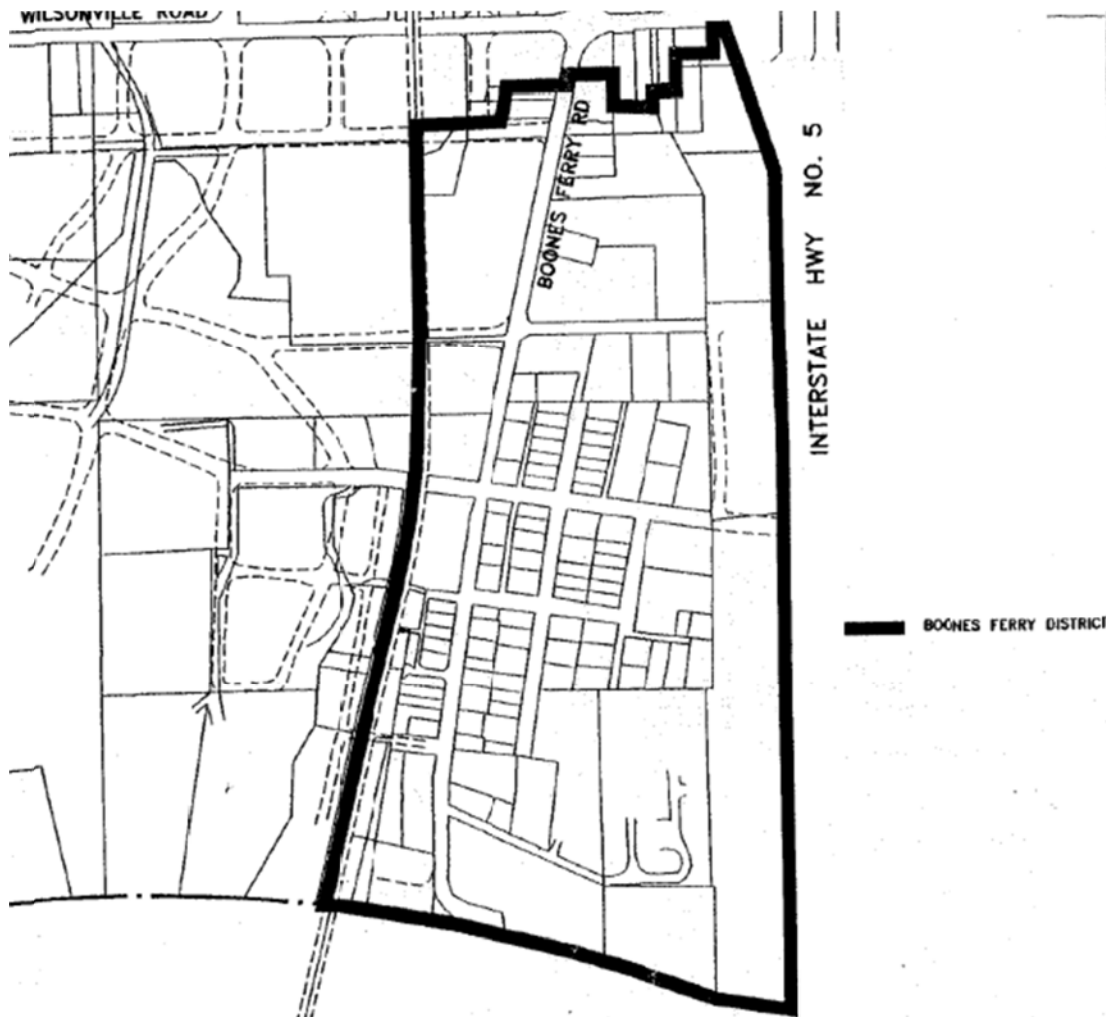 WILSONVILLE ROAD
BOONES FERRY RD
INTERSTATE HWY NO. 5
BOONES FERRY DISTRICT